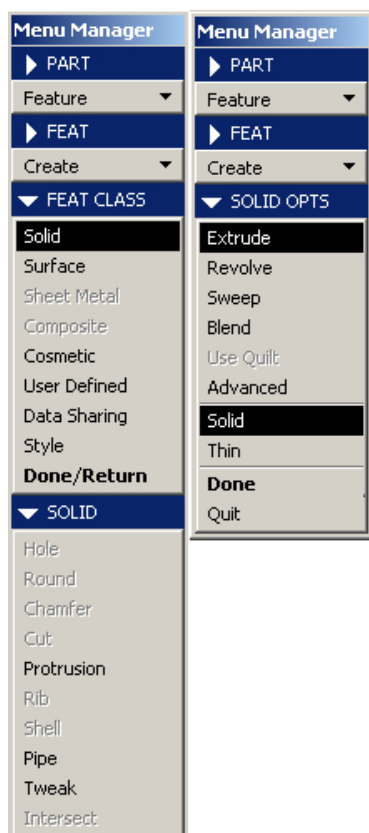 Menu Manager
PART
Feature
FEAT
Create
FEAT CLASS
Solid
Surface
Sheet Metal
Composite
Cosmetic
User Defined
Data Sharing
Style
Done/Return
SOLID
Hole
Round
Chamfer
Cut
Protrusion
Rib
Shell
Pipe
Tweak
Intersect
Menu Manager
PART
Feature
FEAT
Create
SOLID OPTS
Extrude
Revolve
Sweep
Blend
Use Quilt
Advanced
Solid
Thin
Done
Quit